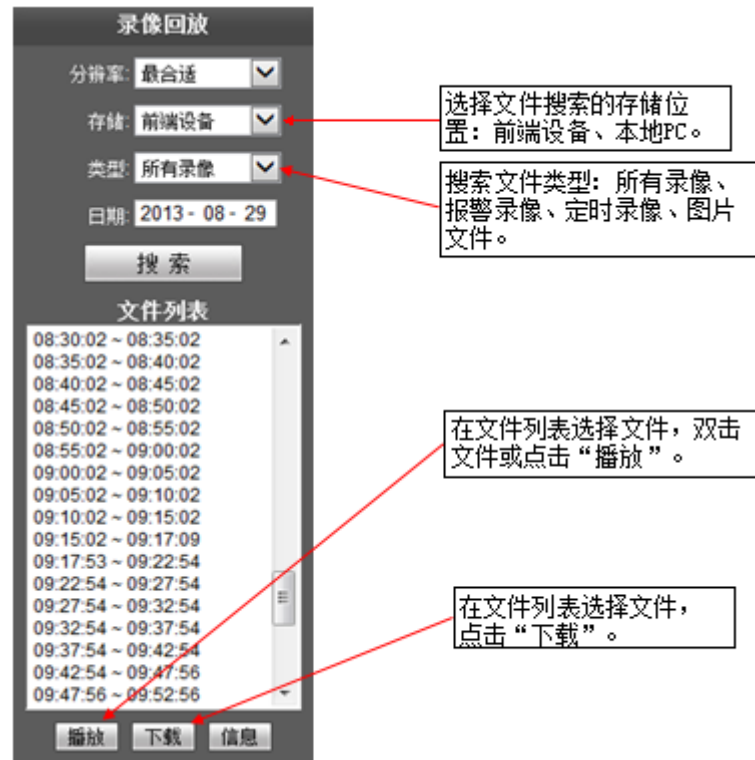 录像回放
分辨率: 最合适
存储: 前端设备
类型: 所有录像
日期: 2013 - 08 - 29
搜 索
文件列表
08:30:02 ~ 08:35:02
08:35:02 ~ 08:40:02
08:40:02 ~ 08:45:02
08:45:02 ~ 08:50:02
08:50:02 ~ 08:55:02
08:55:02 ~ 09:00:02
09:00:02 ~ 09:05:02
09:05:02 ~ 09:10:02
09:10:02 ~ 09:15:02
09:15:02 ~ 09:17:09
09:17:53 ~ 09:22:54
09:22:54 ~ 09:27:54
09:27:54 ~ 09:32:54
09:32:54 ~ 09:37:54
09:37:54 ~ 09:42:54
09:42:54 ~ 09:47:56
09:47:56 ~ 09:52:56
播放 下载 信息
选择文件搜索的存储位
置：前端设备、本地PC。
搜索文件类型：所有录像、
报警录像、定时录像、图片
文件。
在文件列表选择文件，双击
文件或点击“播放”。
在文件列表选择文件，
点击“下载”。